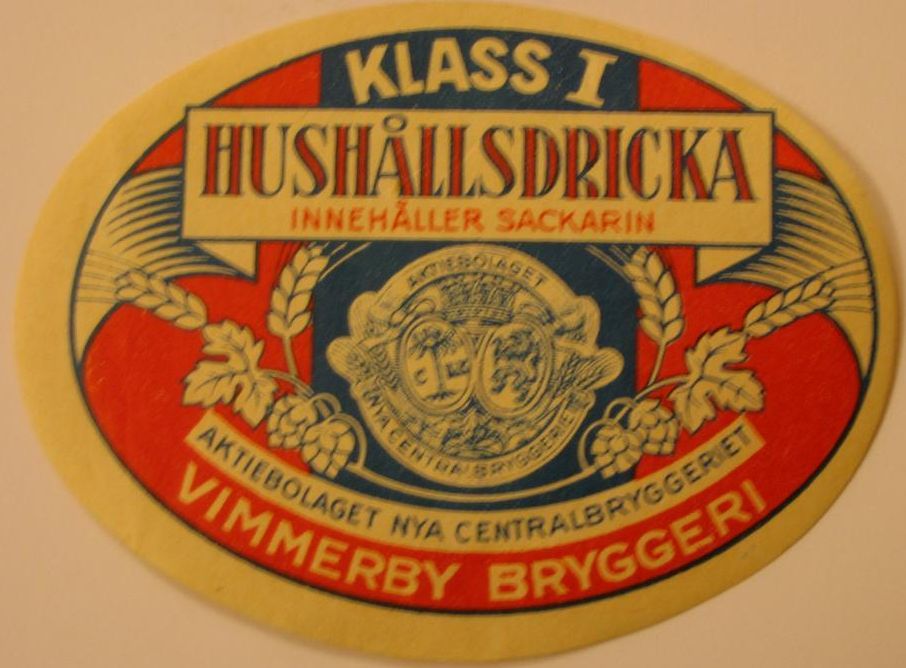 KLASS I
HUSHÅLLSDRICKA
INNEHÅLLER SACKARIN
AKTIEBOLAGET
NYA CENTRALBRYGGERIET
AKTIEBOLAGET NYA CENTRALBRYGGERIET
VIMMERBY BRYGGERI